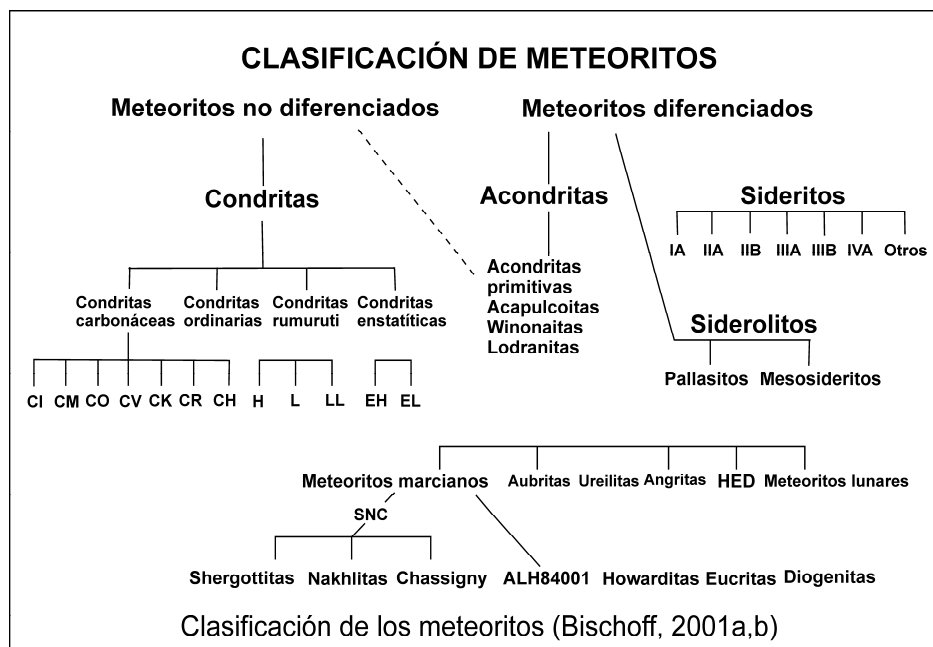 CLASIFICACIÓN DE METEORITOS
Meteoritos no diferenciados
Meteoritos diferenciados
Condritas
Acondritas
Sideritos
IA IIA IIB IIIA IIIB IVA Otros
Acondritas
primitivas
Acapulcoitas
Winonaitas
Lodranitas
Condritas
carbonáceas
Condritas
ordinarias
Condritas
rumuruti
Condritas
enstatíticas
Siderolitos
Pallasitos Mesosideritos
CI CM CO CV CK CR CH H L LL EH EL
Meteoritos marcianos Aubritas Ureilitas Angritas HED Meteoritos lunares
SNC
Shergottitas Nakhlitas Chassigny ALH84001 Howarditas Eucritas Diogenitas
Clasificación de los meteoritos (Bischoff, 2001a,b)